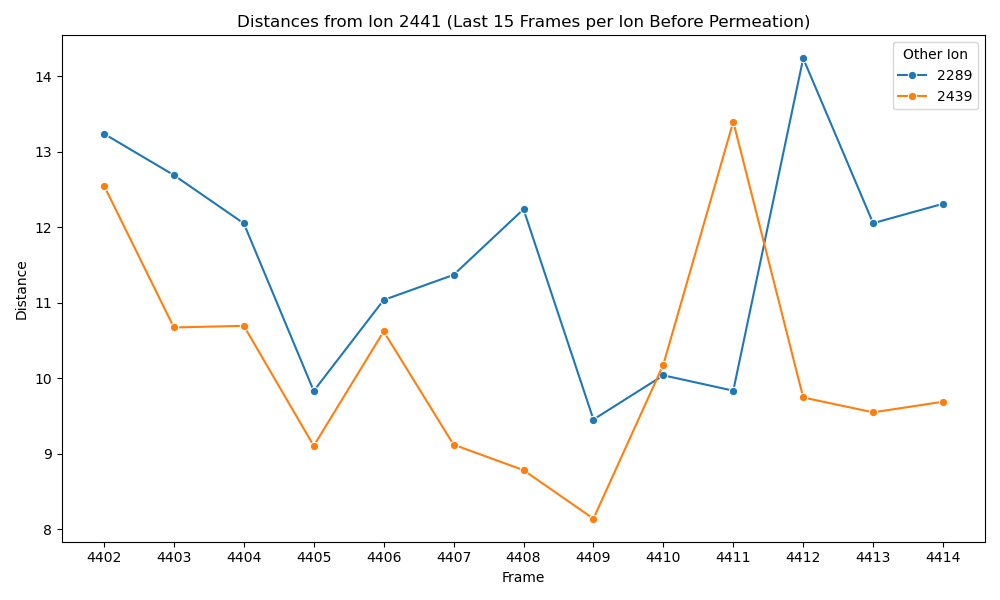 Distances from Ion 2441 (Last 15 Frames per Ion Before Permeation)
Other Ion
2289
2439
Distance
14
13
12
11
10
9
8
4402 4403 4404 4405 4406 4407 4408 4409 4410 4411 4412 4413 4414
Frame